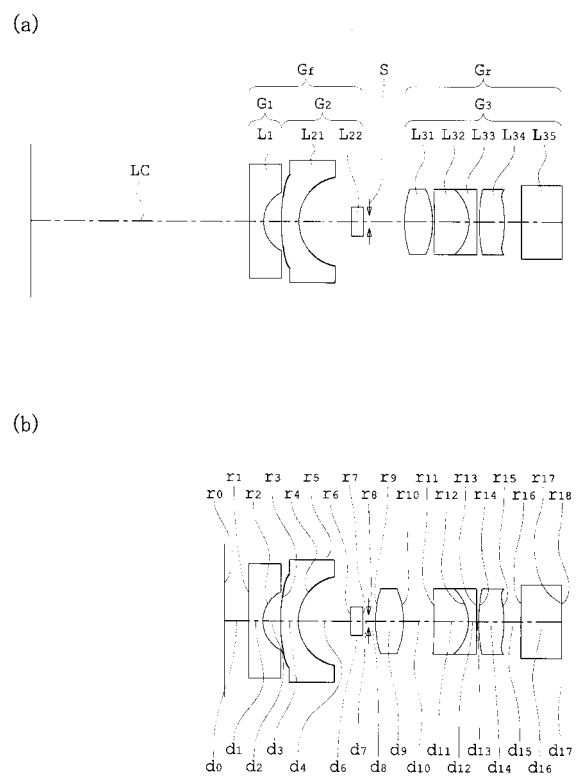 (a)
Gf S Gr
G1 G2 G3
L1 L21 L22 L31 L32 L33 L34 L35
LC
(b)
r1 r3 r5 r7 r9 r11 r13 r15 r17
r0 r2 r4 r6 r8 r10 r12 r14 r16 r18
d1 d3 d7 d9 d11 d13 d15 d17
d0 d2 d4 d6 d8 d10 d12 d14 d16